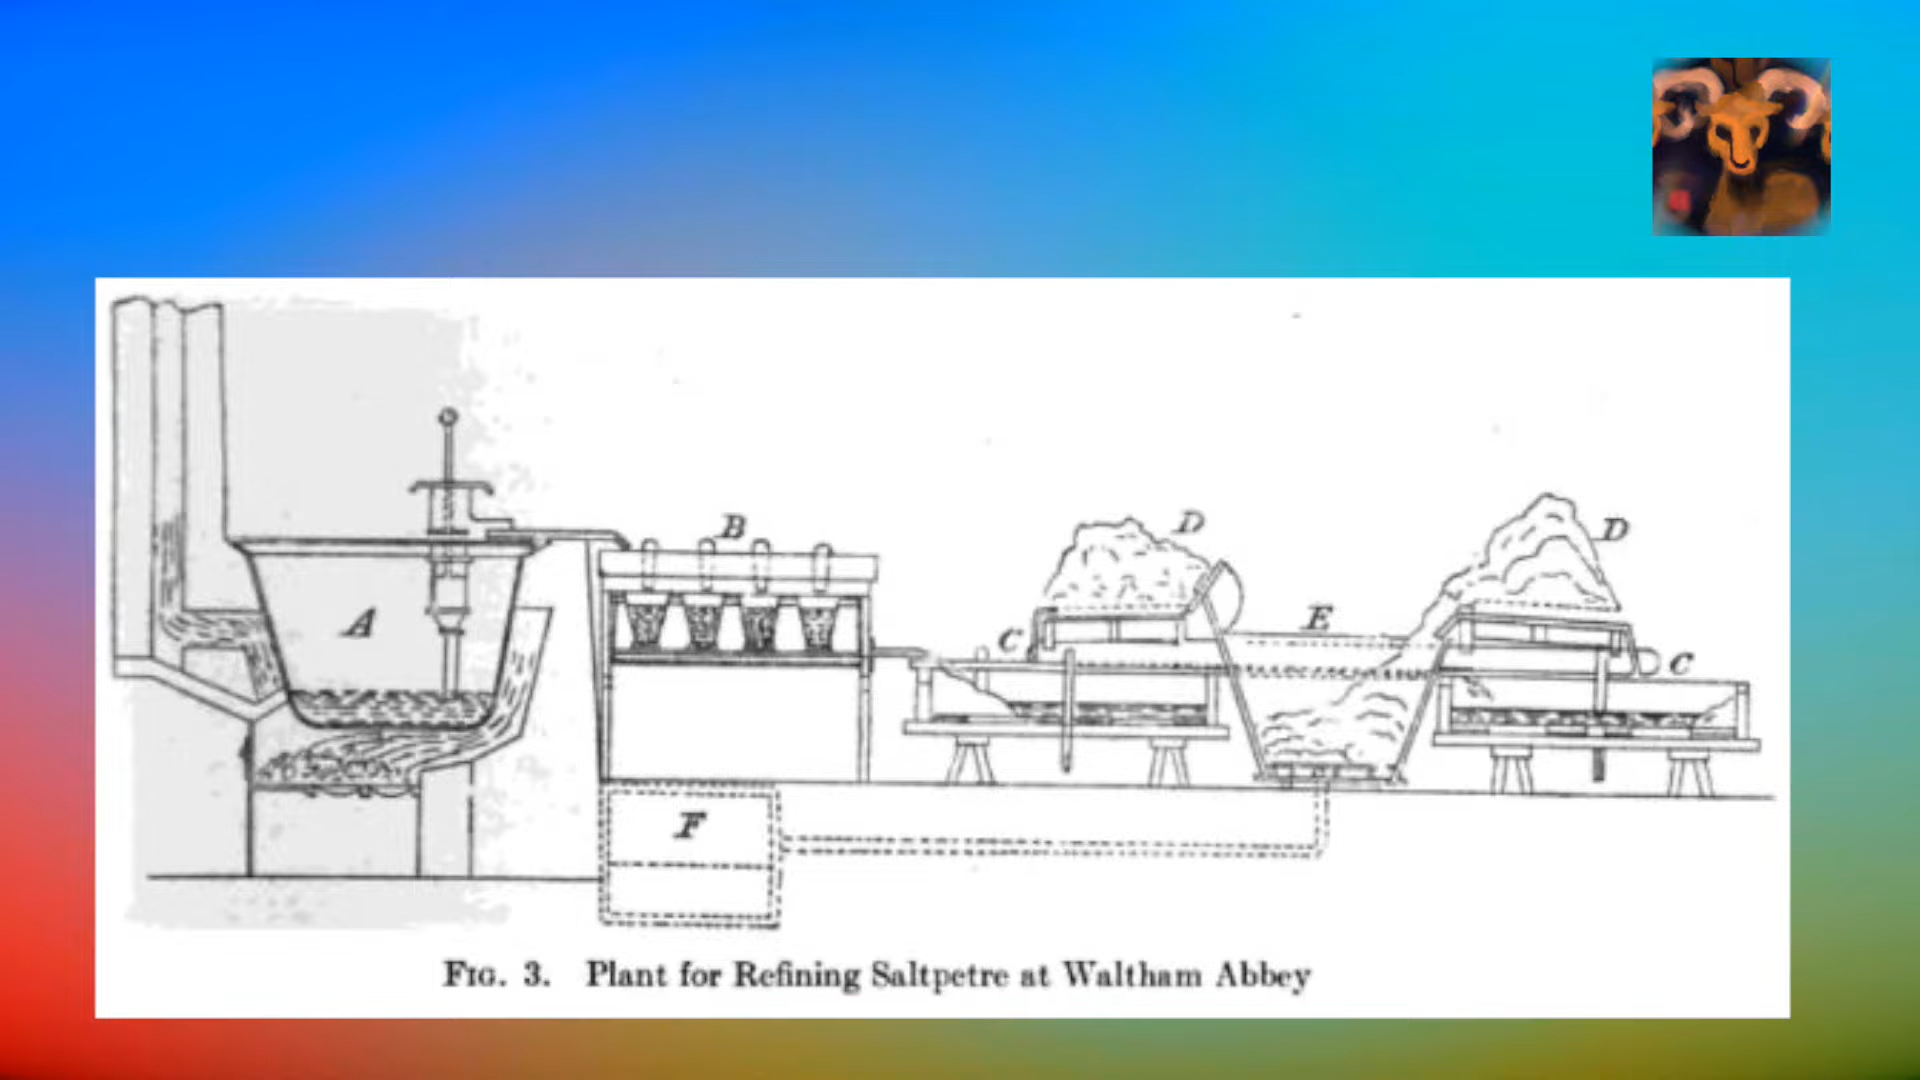 B
D
D
A
E
C
C
F
FIG. 3. Plant for Refining Saltpetre at Waltham Abbey